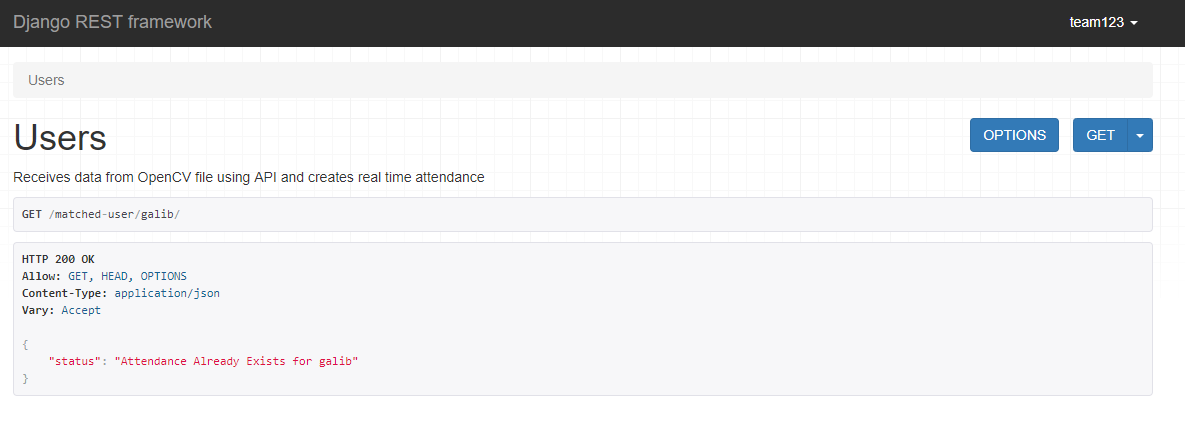 Django REST framework
team123
Users
Users
OPTIONS
GET
Receives data from OpenCV file using API and creates real time attendance
GET /matched-user/galib/
HTTP 200 OK
Allow: GET, HEAD, OPTIONS
Content-Type: application/json
Vary: Accept
{
    "status": "Attendance Already Exists for galib"
}